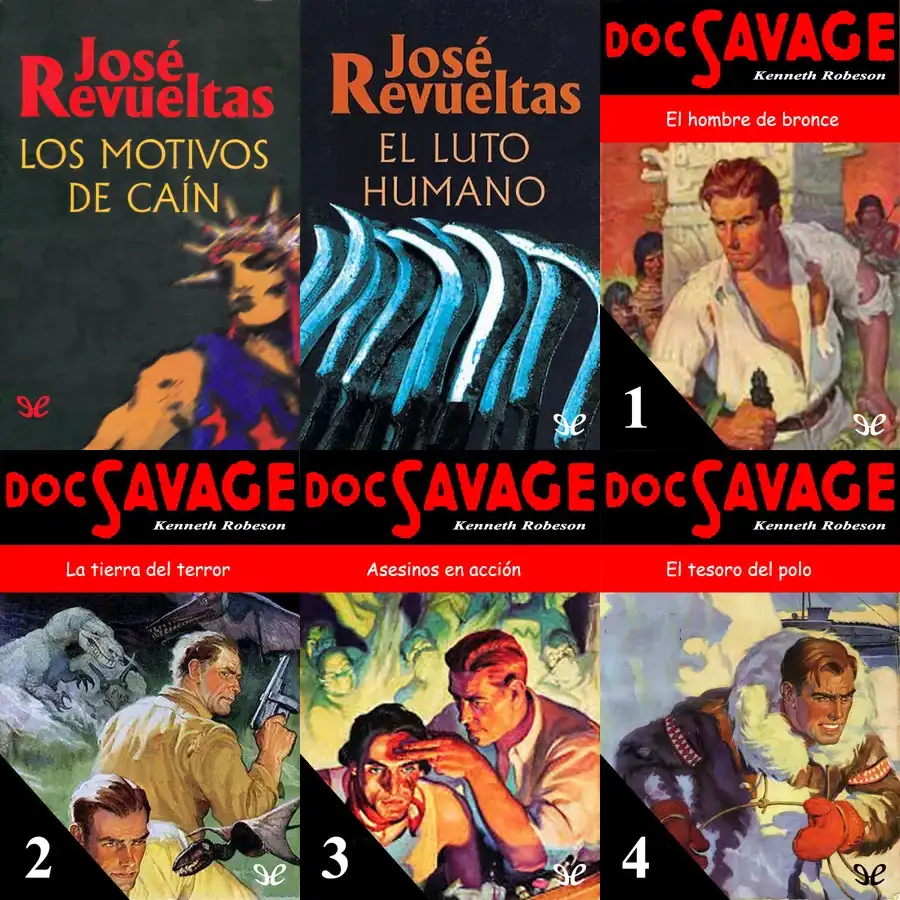 José
Revueltas
LOS MOTIVOS
DE CAÍN
José
Revueltas
EL LUTO
HUMANO
DOC SAVAGE
Kenneth Robeson
El hombre de bronce
1
DOC SAVAGE
Kenneth Robeson
La tierra del terror
2
DOC SAVAGE
Kenneth Robeson
Asesinos en acción
3
DOC SAVAGE
Kenneth Robeson
El tesoro del polo
4